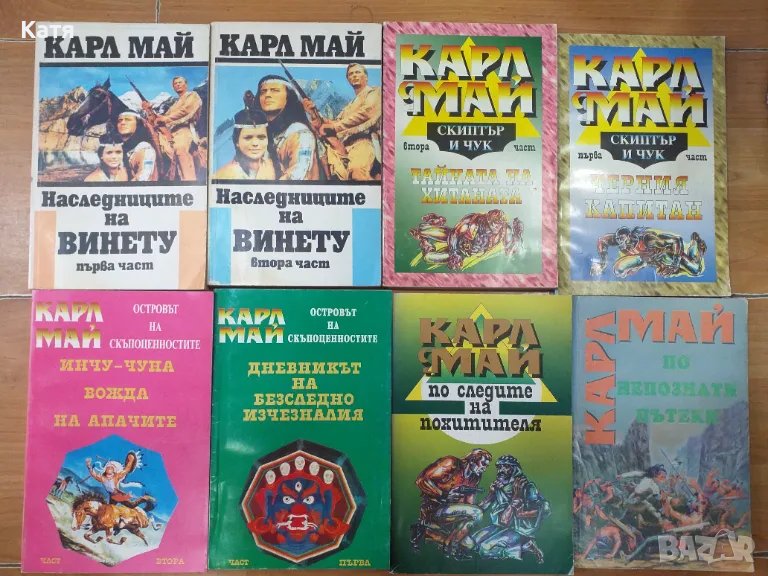 Катя
КАРЛ МАЙ
Наследниците
на
ВИНЕТУ
първа част
КАРЛ МАЙ
Наследниците
на
ВИНЕТУ
втора част
КАРЛ
МАЙ
СКИПТЪР
И ЧУК
втора част
ТАЙНАТА НА
ХИТАНАТА
КАРЛ
МАЙ
СКИПТЪР
И ЧУК
първа част
ЧЕРНИЯ
КАПИТАН
КАРЛ
МАЙ
ОСТРОВЪТ
НА
СКЪПОЦЕННОСТИТЕ
ИНЧУ-ЧУНА
ВОЖДА
НА АПАЧИТЕ
ЧАСТ ВТОРА
КАРЛ
МАЙ
ОСТРОВЪТ
НА
СКЪПОЦЕННОСТИТЕ
ДНЕВНИКЪТ
НА
БЕЗСЛЕДНО
ИЗЧЕЗНАЛИЯ
ЧАСТ ПЪРВА
КАРЛ
МАЙ
по следите
на
похитителя
КАРЛ МАЙ
ПО
НЕПОЗНАТИ
ПЪТЕКИ
BAZAR